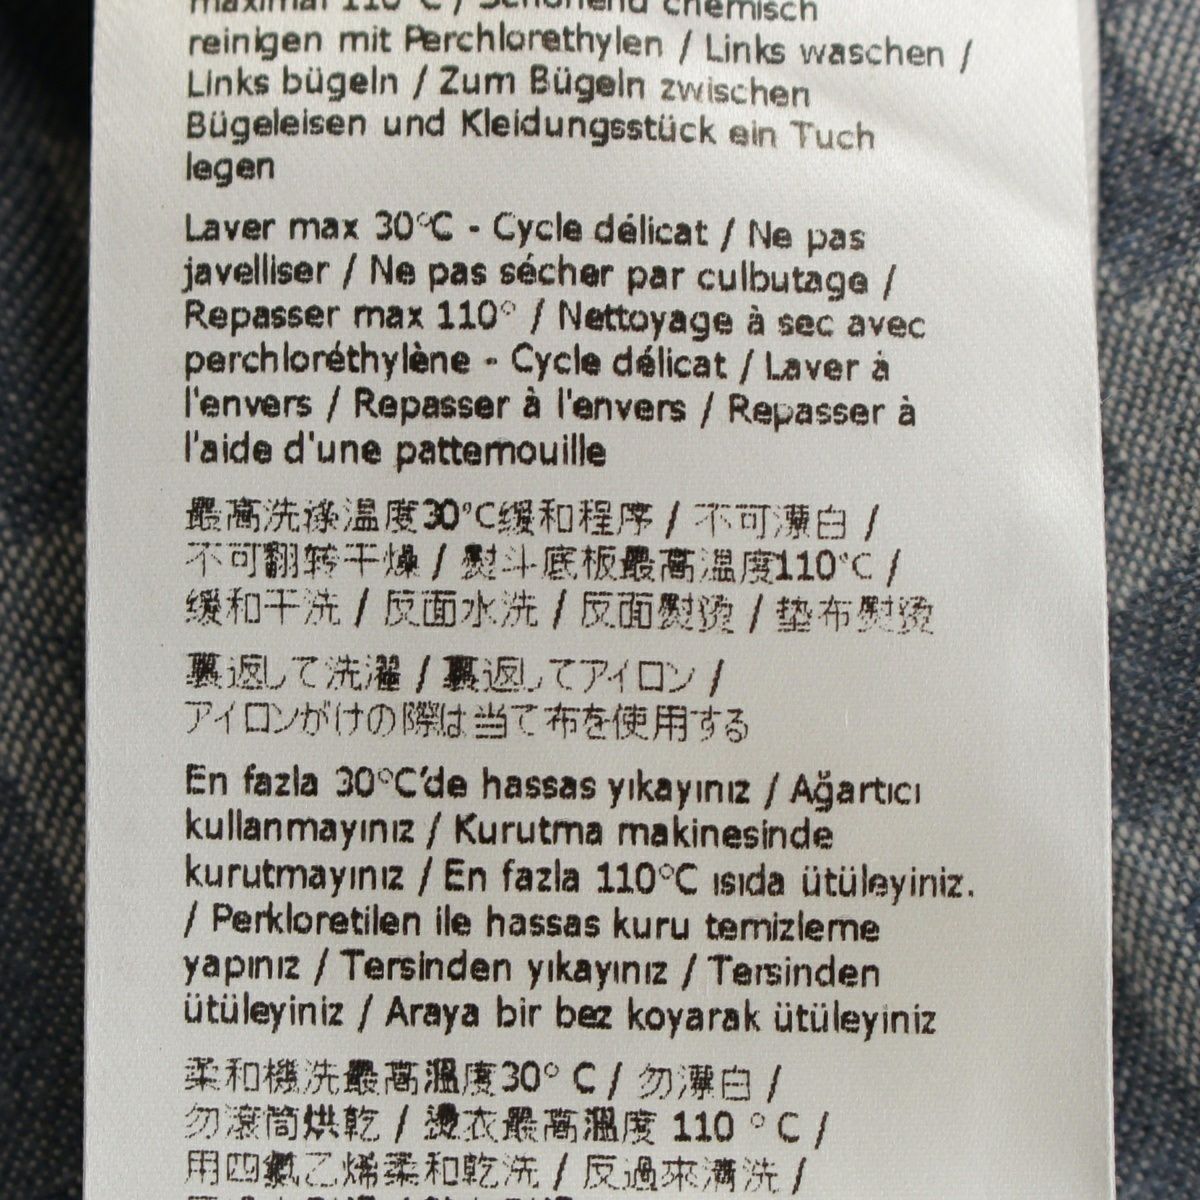 maximal 110°C / Schonend chemisch
reinigen mit Perchlorethylen / Links waschen /
Links bügeln / Zum Bügeln zwischen
Bügeleisen und Kleidungsstück ein Tuch
legen
Laver max 30°C - Cycle délicat / Ne pas
javelliser / Ne pas sécher par culbutage /
Repasser max 110° / Nettoyage à sec avec
perchloréthylène - Cycle délicat / Laver à
l'envers / Repasser à l'envers / Repasser à
l'aide d'une pattemouille
最高洗涤温度30°C缓和程序 / 不可漂白 /
不可翻转干燥 / 熨斗底板最高温度110°C /
缓和干洗 / 反面水洗 / 反面熨烫 / 垫布熨烫
裏返して洗濯 / 裏返してアイロン /
アイロンがけの際は当て布を使用する
En fazla 30°C'de hassas yıkayınız / Ağartıcı
kullanmayınız / Kurutma makinesinde
kurutmayınız / En fazla 110°C ısıda ütüleyiniz.
/ Perkloretilen ile hassas kuru temizleme
yapınız / Tersinden yıkayınız / Tersinden
ütüleyiniz / Araya bir bez koyarak ütüleyiniz
柔和機洗最高溫度30° C / 勿漂白 /
勿滾筒烘乾 / 燙衣最高溫度 110 ° C /
用四氯乙烯柔和乾洗 / 反過來清洗 /